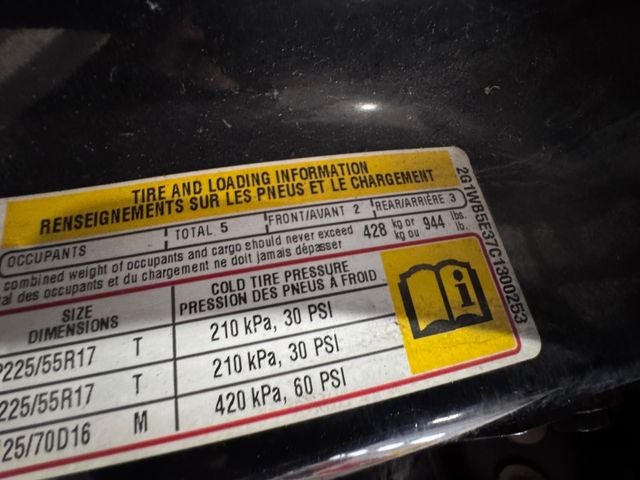 TIRE AND LOADING INFORMATION
RENSEIGNEMENTS SUR LES PNEUS ET LE CHARGEMENT
OCCUPANTS TOTAL 5 FRONT/AVANT 2 REAR/ARRIÈRE 3
combined weight of occupants and cargo should never exceed 428 kg or 944 lbs.
des occupants et du chargement ne doit jamais dépasser kg ou lb.
SIZE
DIMENSIONS
COLD TIRE PRESSURE
PRESSION DES PNEUS À FROID
P225/55R17 T 210 kPa, 30 PSI
225/55R17 T 210 kPa, 30 PSI
25/70D16 M 420 kPa, 60 PSI
2G1WB5E37C1300253